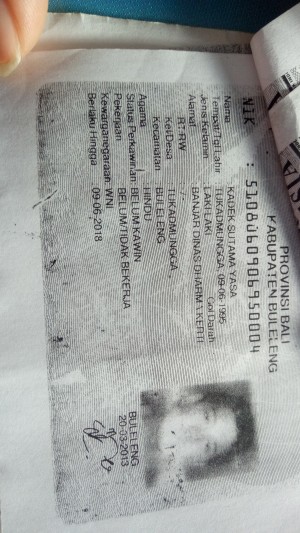 PROVINSI BALI
KABUPATEN BULELENG
NIK : 5108060906950004
Nama : KADEK SUTAMA YASA
Tempat/Tgl Lahir : TUKADMUNGGA, 09-06-1995
Jenis Kelamin : LAKI-LAKI Gol Darah
Alamat : BANJAR DINAS DHARMA KERTI
RT/RW
Kel/Desa : TUKADMUNGGA
Kecamatan : BULELENG
Agama : HINDU
Status Perkawinan : BELUM KAWIN
Pekerjaan : BELUM/TIDAK BEKERJA
Kewarganegaraan : WNI
Berlaku Hingga : 09-06-2018
BULELENG
20-03-2013